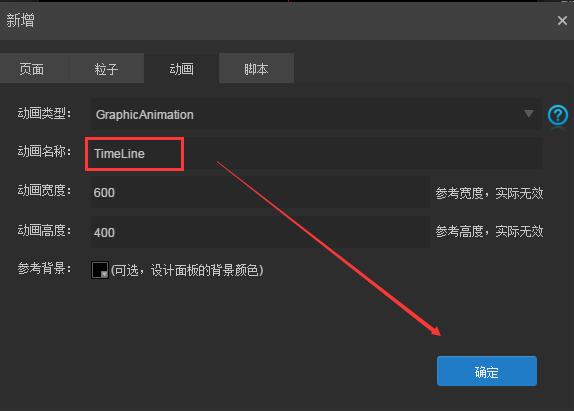 新增
页面 粒子 动画 脚本
动画类型： GraphicAnimation
动画名称： TimeLine
动画宽度： 600 参考宽度，实际无效
动画高度： 400 参考高度，实际无效
参考背景： (可选，设计面板的背景颜色)
确定